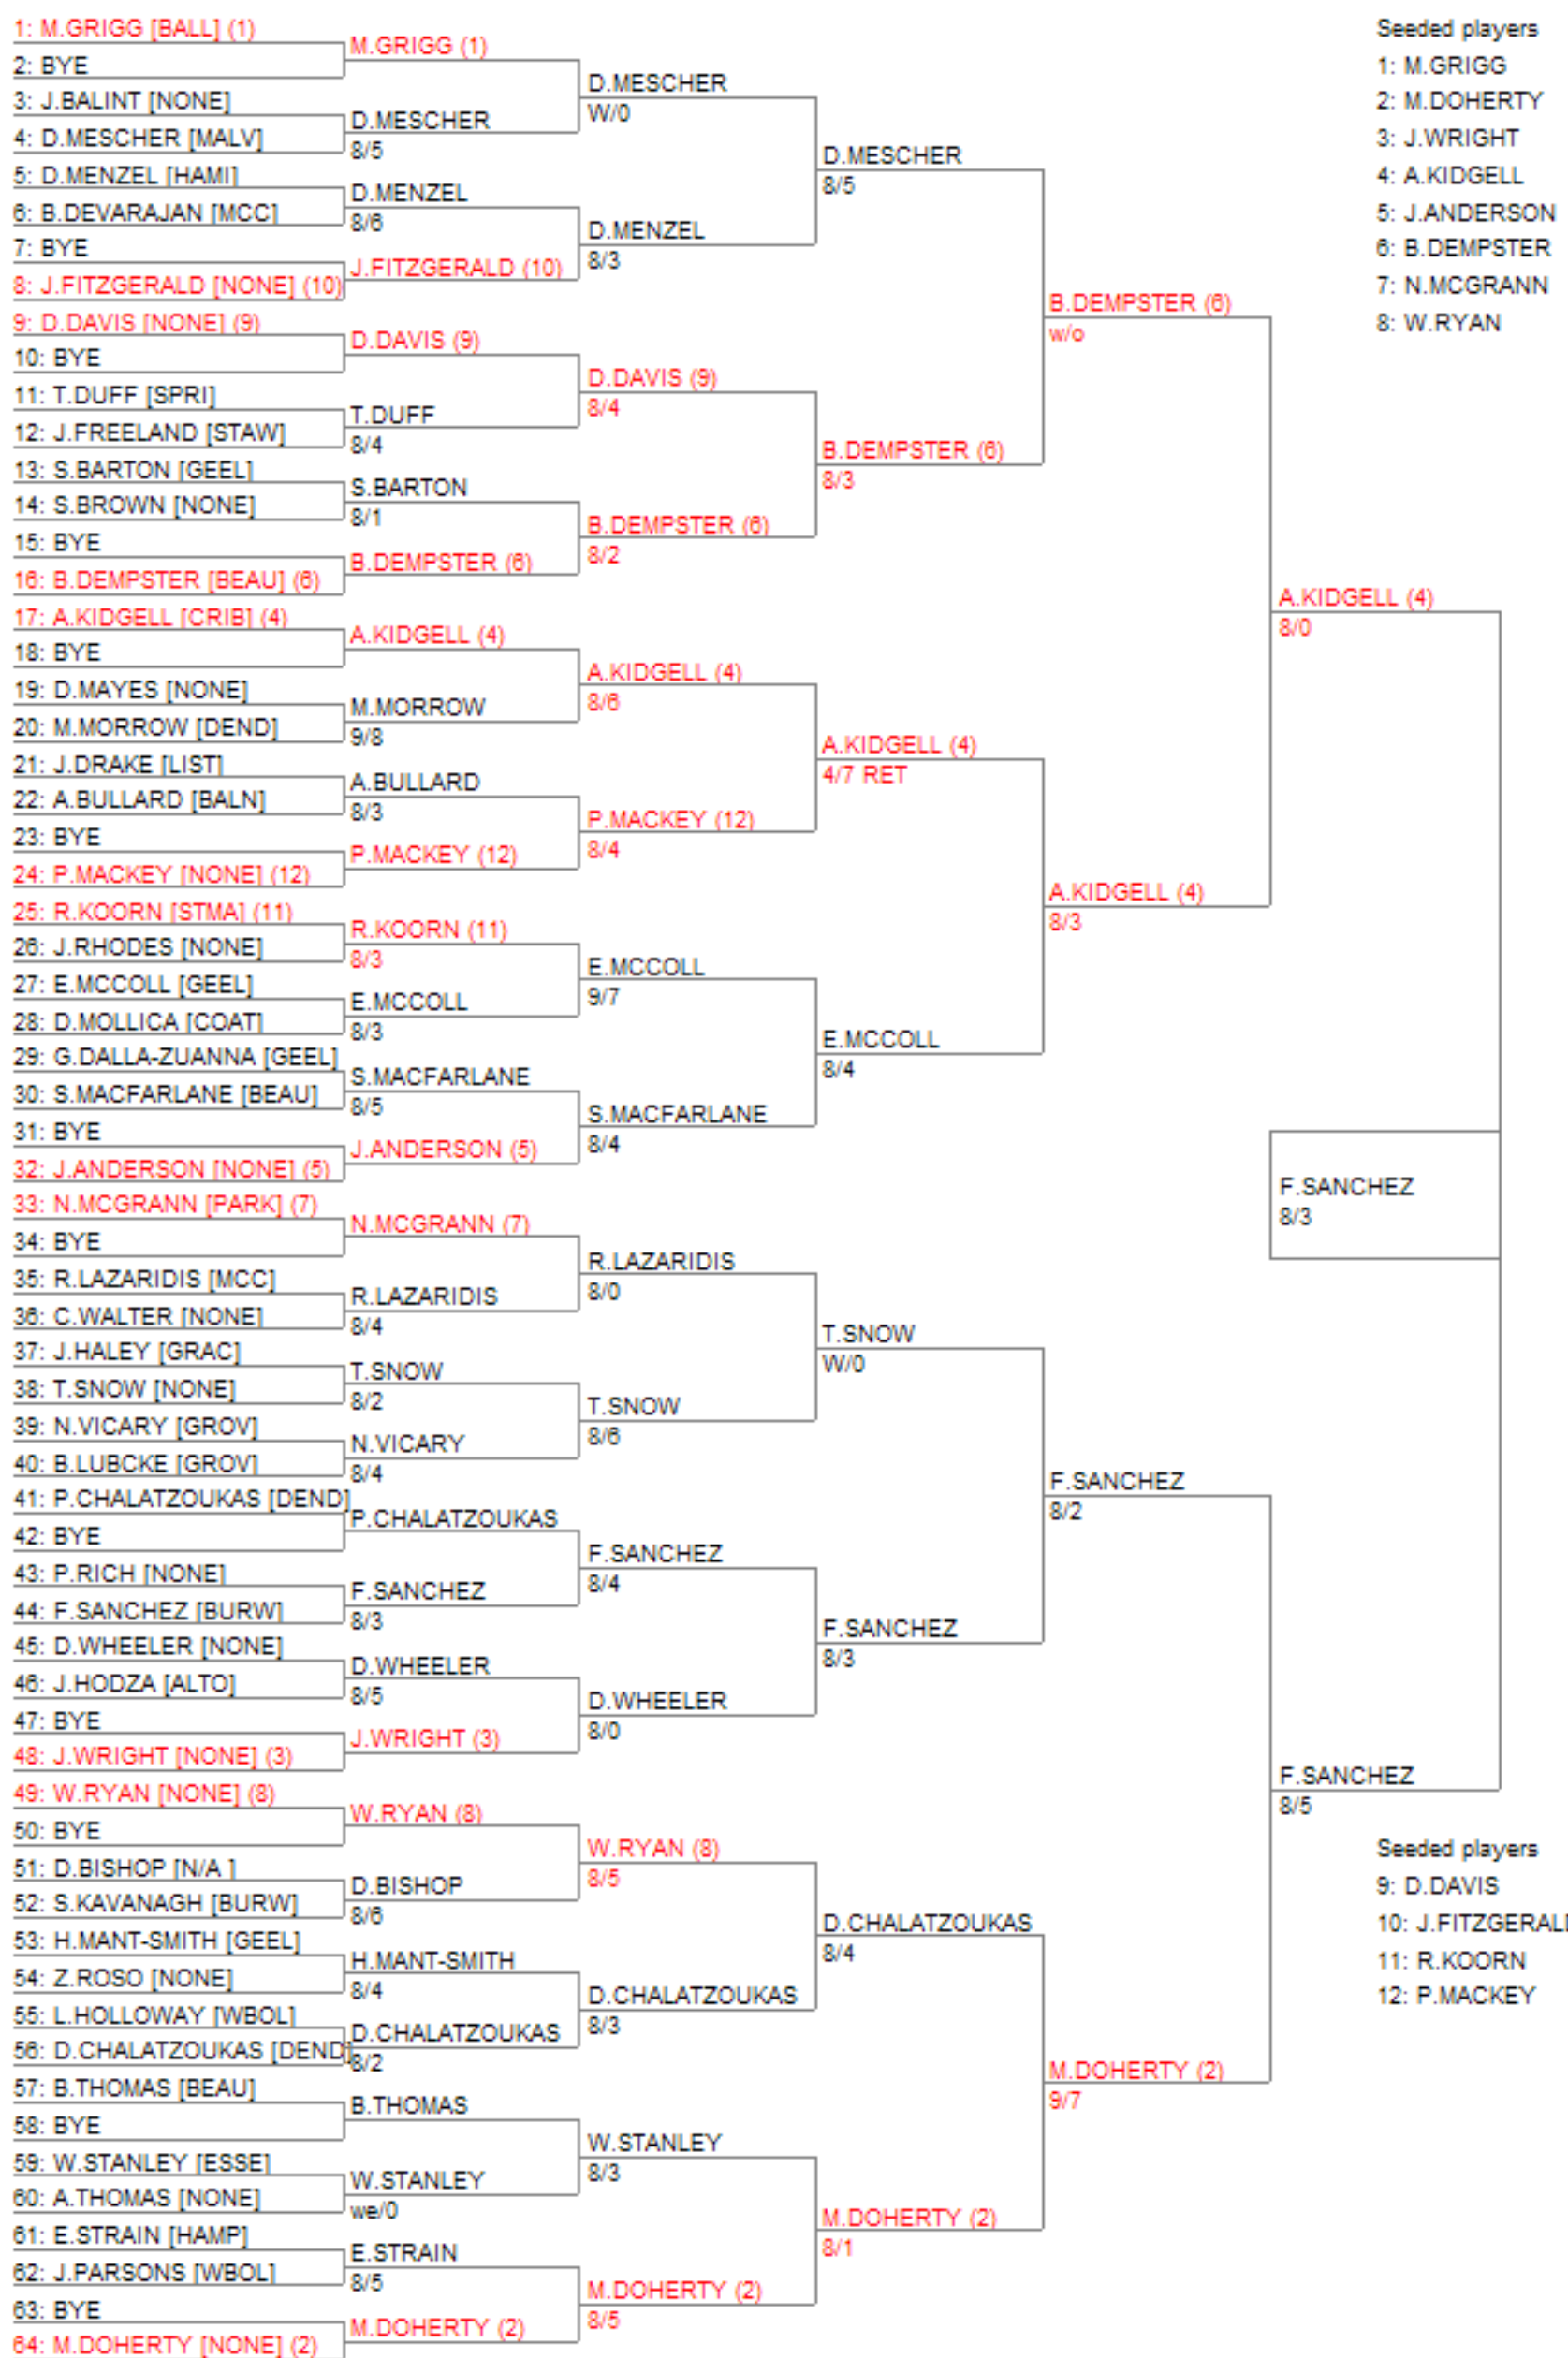 1: M.GRIGG [BALL] (1)
2: BYE
3: J.BALINT [NONE]
4: D.MESCHER [MALV]
5: D.MENZEL [HAMI]
6: B.DEVARAJAN [MCC]
7: BYE
8: J.FITZGERALD [NONE] (10)
9: D.DAVIS [NONE] (9)
10: BYE
11: T.DUFF [SPRI]
12: J.FREELAND [STAW]
13: S.BARTON [GEEL]
14: S.BROWN [NONE]
15: BYE
16: B.DEMPSTER [BEAU] (6)
17: A.KIDGELL [CRIB] (4)
18: BYE
19: D.MAYES [NONE]
20: M.MORROW [DEND]
21: J.DRAKE [LIST]
22: A.BULLARD [BALN]
23: BYE
24: P.MACKEY [NONE] (12)
25: R.KOORN [STMA] (11)
26: J.RHODES [NONE]
27: E.MCCOLL [GEEL]
28: D.MOLLICA [COAT]
29: G.DALLA-ZUANNA [GEEL]
30: S.MACFARLANE [BEAU]
31: BYE
32: J.ANDERSON [NONE] (5)
33: N.MCGRANN [PARK] (7)
34: BYE
35: R.LAZARIDIS [MCC]
36: C.WALTER [NONE]
37: J.HALEY [GRAC]
38: T.SNOW [NONE]
39: N.VICARY [GROV]
40: B.LUBCKE [GROV]
41: P.CHALATZOUKAS [DEND]
42: BYE
43: P.RICH [NONE]
44: F.SANCHEZ [BURW]
45: D.WHEELER [NONE]
46: J.HODZA [ALTO]
47: BYE
48: J.WRIGHT [NONE] (3)
49: W.RYAN [NONE] (8)
50: BYE
51: D.BISHOP [N/A ]
52: S.KAVANAGH [BURW]
53: H.MANT-SMITH [GEEL]
54: Z.ROSO [NONE]
55: L.HOLLOWAY [WBOL]
56: D.CHALATZOUKAS [DEND]
57: B.THOMAS [BEAU]
58: BYE
59: W.STANLEY [ESSE]
60: A.THOMAS [NONE]
61: E.STRAIN [HAMP]
62: J.PARSONS [WBOL]
63: BYE
64: M.DOHERTY [NONE] (2)
M.GRIGG (1)
D.MESCHER
8/5
D.MENZEL
8/6
J.FITZGERALD (10)
D.DAVIS (9)
T.DUFF
8/4
S.BARTON
8/1
B.DEMPSTER (6)
A.KIDGELL (4)
M.MORROW
9/8
A.BULLARD
8/3
P.MACKEY (12)
R.KOORN (11)
8/3
E.MCCOLL
8/3
S.MACFARLANE
8/5
J.ANDERSON (5)
N.MCGRANN (7)
R.LAZARIDIS
8/4
T.SNOW
8/2
N.VICARY
8/4
P.CHALATZOUKAS
F.SANCHEZ
8/3
D.WHEELER
8/5
J.WRIGHT (3)
W.RYAN (8)
D.BISHOP
8/6
H.MANT-SMITH
8/4
D.CHALATZOUKAS
8/2
B.THOMAS
W.STANLEY
we/0
E.STRAIN
8/5
M.DOHERTY (2)
D.MESCHER
W/0
D.MENZEL
8/3
D.DAVIS (9)
8/4
B.DEMPSTER (6)
8/2
A.KIDGELL (4)
8/6
P.MACKEY (12)
8/4
E.MCCOLL
9/7
S.MACFARLANE
8/4
R.LAZARIDIS
8/0
T.SNOW
8/6
F.SANCHEZ
8/4
D.WHEELER
8/0
W.RYAN (8)
8/5
D.CHALATZOUKAS
8/3
W.STANLEY
8/3
M.DOHERTY (2)
8/5
D.MESCHER
8/5
B.DEMPSTER (6)
8/3
A.KIDGELL (4)
4/7 RET
E.MCCOLL
8/4
T.SNOW
W/0
F.SANCHEZ
8/3
D.CHALATZOUKAS
8/4
M.DOHERTY (2)
8/1
B.DEMPSTER (6)
w/o
A.KIDGELL (4)
8/3
F.SANCHEZ
8/2
M.DOHERTY (2)
9/7
A.KIDGELL (4)
8/0
F.SANCHEZ
8/3
F.SANCHEZ
8/5
Seeded players
1: M.GRIGG
2: M.DOHERTY
3: J.WRIGHT
4: A.KIDGELL
5: J.ANDERSON
6: B.DEMPSTER
7: N.MCGRANN
8: W.RYAN
Seeded players
9: D.DAVIS
10: J.FITZGERALD
11: R.KOORN
12: P.MACKEY